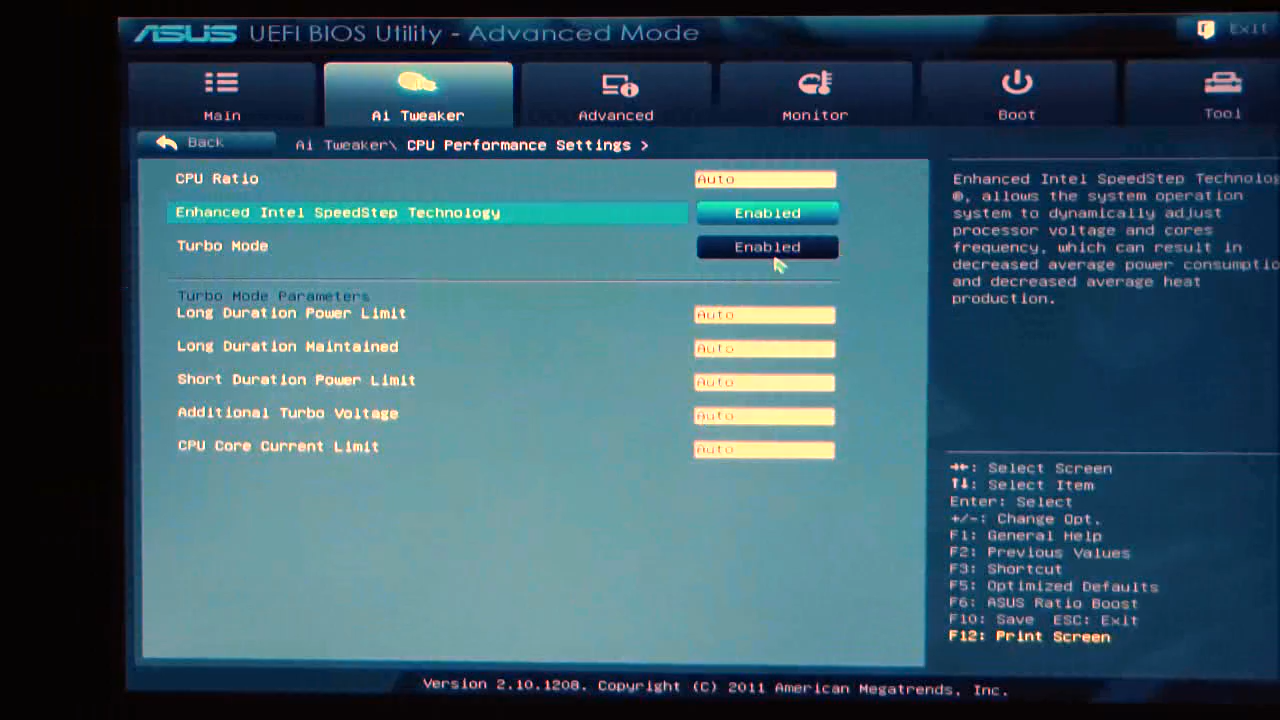 ASUS UEFI BIOS Utility - Advanced Mode
Exit
Main
Ai Tweaker
Advanced
Monitor
Boot
Tool
Back
Ai Tweaker\ CPU Performance Settings >
CPU Ratio
Auto
Enhanced Intel SpeedStep Technology
Enabled
Turbo Mode
Enabled
Turbo Mode Parameters
Long Duration Power Limit
Auto
Long Duration Maintained
Auto
Short Duration Power Limit
Auto
Additional Turbo Voltage
Auto
CPU Core Current Limit
Auto
Enhanced Intel SpeedStep Technolog
®, allows the system operation
system to dynamically adjust
processor voltage and cores
frequency, which can result in
decreased average power consumptio
and decreased average heat
production.
→←: Select Screen
↑↓: Select Item
Enter: Select
+/-: Change Opt.
F1: General Help
F2: Previous Values
F3: Shortcut
F5: Optimized Defaults
F6: ASUS Ratio Boost
F10: Save ESC: Exit
F12: Print Screen
Version 2.10.1208. Copyright (C) 2011 American Megatrends, Inc.